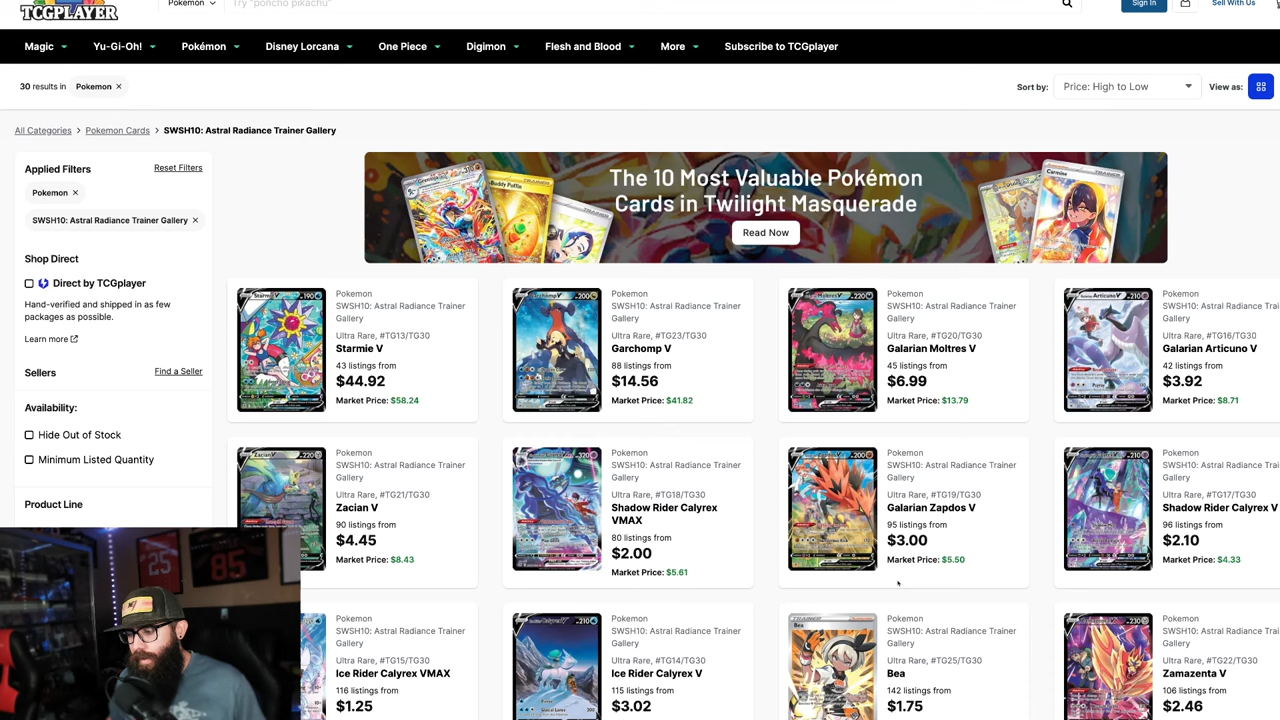 TCGPLAYER
Pokemon
Try "poncho pikachu"
Sign In
Sell With Us
Magic
Yu-Gi-Oh!
Pokémon
Disney Lorcana
One Piece
Digimon
Flesh and Blood
More
Subscribe to TCGplayer
30 results in Pokemon ×
Sort by: Price: High to Low
View as:
All Categories > Pokemon Cards > SWSH10: Astral Radiance Trainer Gallery
Applied Filters
Reset Filters
Pokemon ×
SWSH10: Astral Radiance Trainer Gallery ×
Shop Direct
Direct by TCGplayer
Hand-verified and shipped in as few
packages as possible.
Learn more
Sellers
Find a Seller
Availability:
Hide Out of Stock
Minimum Listed Quantity
Product Line
The 10 Most Valuable Pokémon
Cards in Twilight Masquerade
Read Now
Carmine
Pokemon
SWSH10: Astral Radiance Trainer
Gallery
Ultra Rare, #TG13/TG30
Starmie V
43 listings from
$44.92
Market Price: $58.24
Pokemon
SWSH10: Astral Radiance Trainer
Gallery
Ultra Rare, #TG23/TG30
Garchomp V
88 listings from
$14.56
Market Price: $41.82
Pokemon
SWSH10: Astral Radiance Trainer
Gallery
Ultra Rare, #TG20/TG30
Galarian Moltres V
45 listings from
$6.99
Market Price: $13.79
Pokemon
SWSH10: Astral Radiance Trainer
Gallery
Ultra Rare, #TG16/TG30
Galarian Articuno V
42 listings from
$3.92
Market Price: $8.71
Pokemon
SWSH10: Astral Radiance Trainer
Gallery
Ultra Rare, #TG21/TG30
Zacian V
90 listings from
$4.45
Market Price: $8.43
Pokemon
SWSH10: Astral Radiance Trainer
Gallery
Ultra Rare, #TG18/TG30
Shadow Rider Calyrex
VMAX
80 listings from
$2.00
Market Price: $5.61
Pokemon
SWSH10: Astral Radiance Trainer
Gallery
Ultra Rare, #TG19/TG30
Galarian Zapdos V
95 listings from
$3.00
Market Price: $5.50
Pokemon
SWSH10: Astral Radiance Trainer
Gallery
Ultra Rare, #TG17/TG30
Shadow Rider Calyrex V
96 listings from
$2.10
Market Price: $4.33
Pokemon
SWSH10: Astral Radiance Trainer
Gallery
Ultra Rare, #TG15/TG30
Ice Rider Calyrex VMAX
116 listings from
$1.25
Pokemon
SWSH10: Astral Radiance Trainer
Gallery
Ultra Rare, #TG14/TG30
Ice Rider Calyrex V
115 listings from
$3.02
Bea
Pokemon
SWSH10: Astral Radiance Trainer
Gallery
Ultra Rare, #TG25/TG30
Bea
142 listings from
$1.75
Pokemon
SWSH10: Astral Radiance Trainer
Gallery
Ultra Rare, #TG22/TG30
Zamazenta V
106 listings from
$2.46
25
85